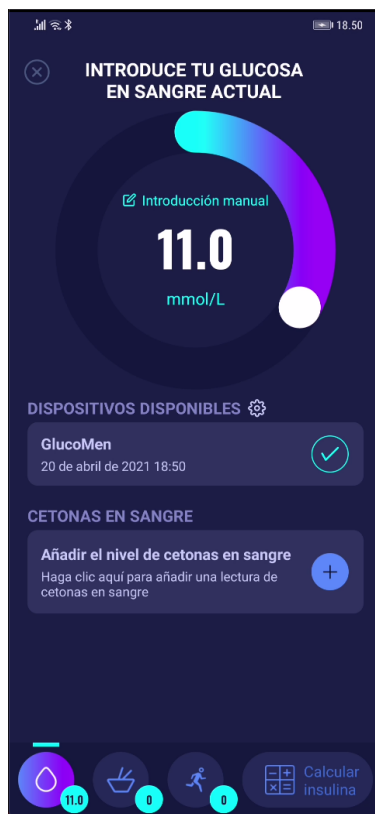 18.50
INTRODUCE TU GLUCOSA
EN SANGRE ACTUAL
Introducción manual
11.0
mmol/L
DISPOSITIVOS DISPONIBLES
GlucoMen
20 de abril de 2021 18:50
CETONAS EN SANGRE
Añadir el nivel de cetonas en sangre
Haga clic aquí para añadir una lectura de
cetonas en sangre
11.0
0
0
Calcular
insulina